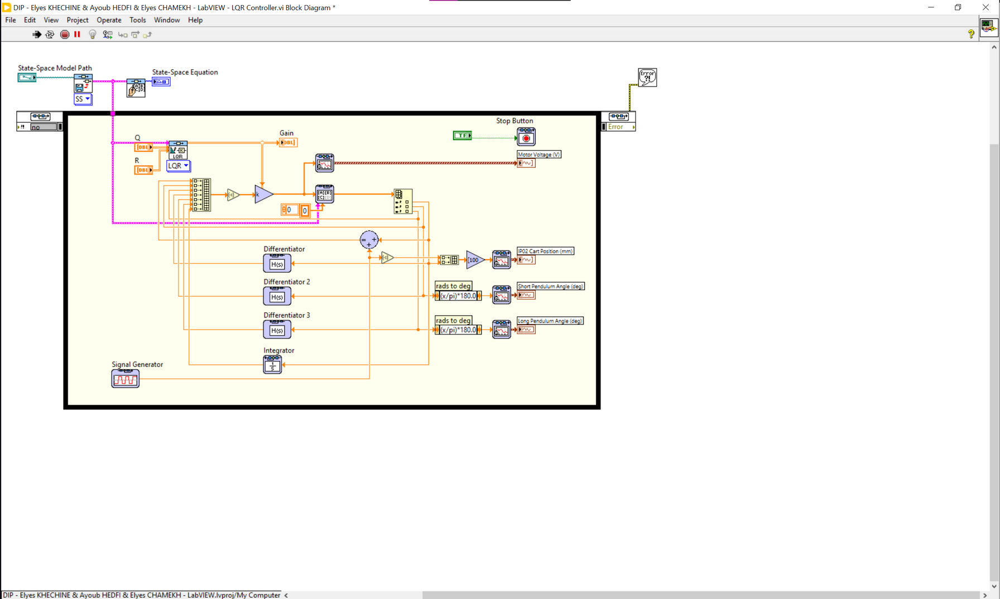 DIP - Elyes KHECHINE & Ayoub HEDFI & Elyes CHAMEKH - LabVIEW - LQR Controller.vi Block Diagram *
File Edit View Project Operate Tools Window Help
State-Space Model Path
State-Space Equation
SS
Error
?!
?!
no
Error
Stop Button
TF
Q
[DBL]
R
[DBL]
LQR
LQR
Gain
DBL]
Motor Voltage (V)
(-x)
k
[A][B]
[C][D]
0
0
= +
+
(-x)
[100
IP02 Cart Position (mm)
Differentiator
H(s)
Differentiator 2
H(s)
rads to deg
(x/pi)*180.0
Short Pendulum Angle (deg)
Differentiator 3
H(s)
rads to deg
(x/pi)*180.0
Long Pendulum Angle (deg)
Integrator
1
s
Signal Generator
DIP - Elyes KHECHINE & Ayoub HEDFI & Elyes CHAMEKH - LabVIEW.lvproj/My Computer